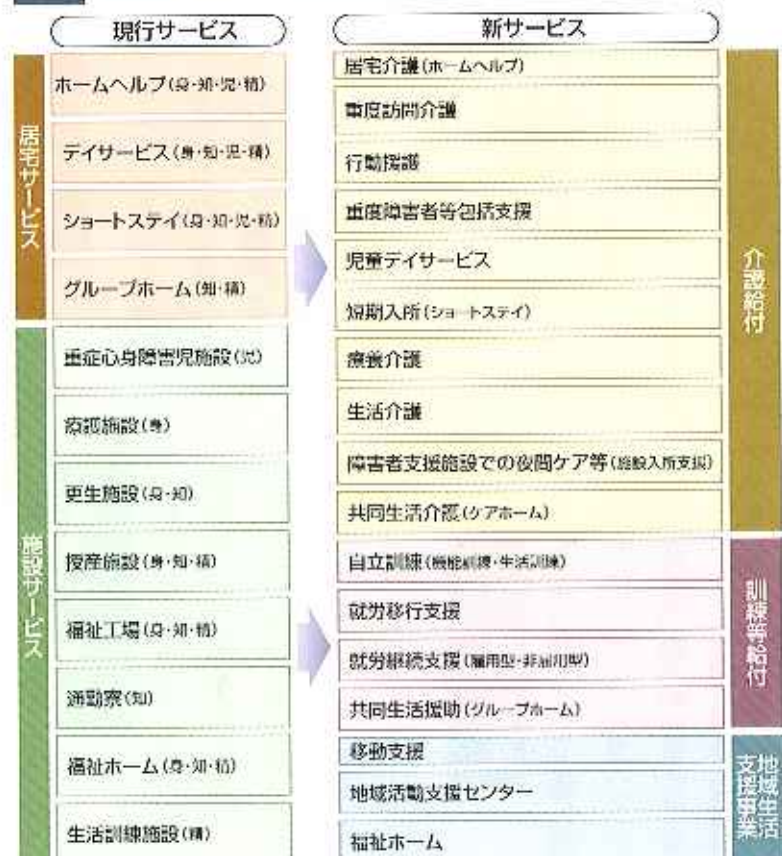 現行サービス
新サービス
居宅サービス
ホームヘルプ(身・知・児・精)
デイサービス(身・知・児・精)
ショートステイ(身・知・児・精)
グループホーム(知・精)
施設サービス
重症心身障害児施設(児)
療護施設(身)
更生施設(身・知)
授産施設(身・知・精)
福祉工場(身・知・精)
通勤寮(知)
福祉ホーム(身・知・精)
生活訓練施設(精)
居宅介護(ホームヘルプ)
重度訪問介護
行動援護
重度障害者等包括支援
児童デイサービス
短期入所(ショートステイ)
療養介護
生活介護
障害者支援施設での夜間ケア等(施設入所支援)
共同生活介護(ケアホーム)
介護給付
自立訓練(機能訓練・生活訓練)
就労移行支援
就労継続支援(雇用型・非雇用型)
共同生活援助(グループホーム)
訓練等給付
移動支援
地域活動支援センター
福祉ホーム
地域生活
支援事業